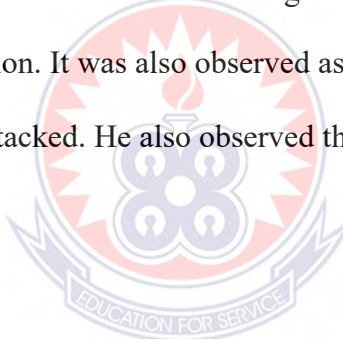 ion. It was also observed as
tacked. He also observed th
EDUCATION FOR SERVICE